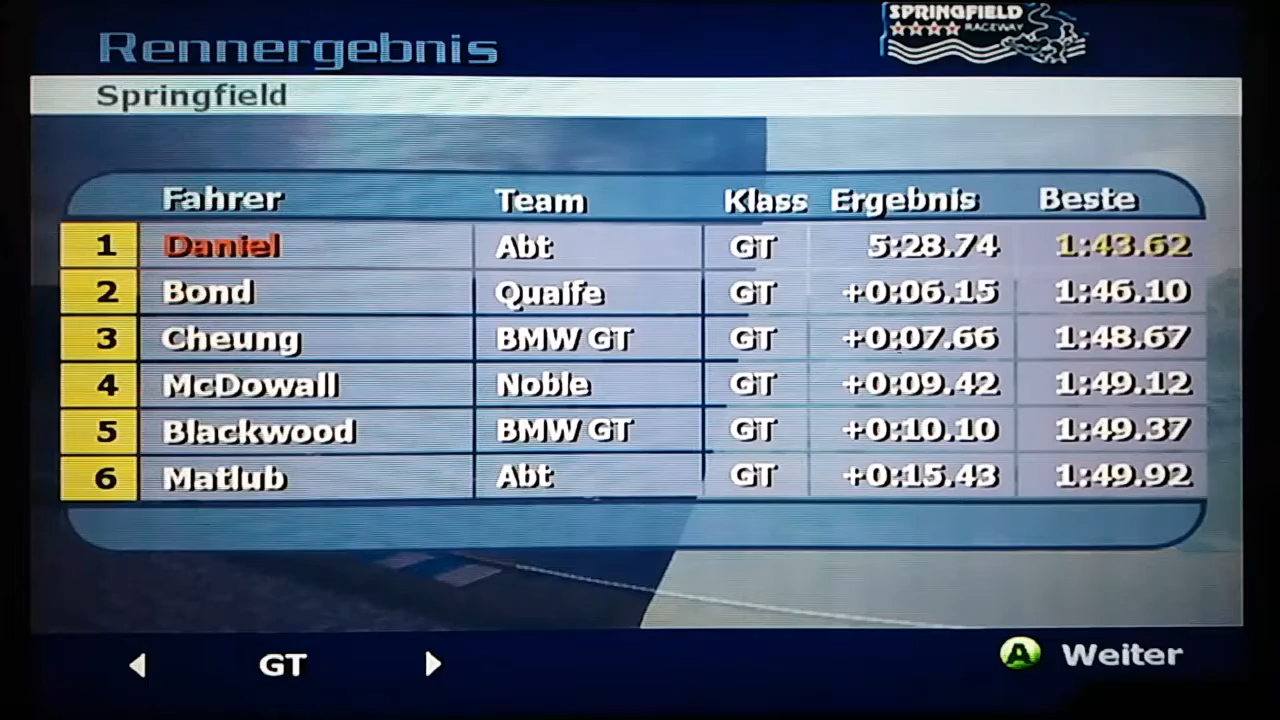 SPRINGFIELD
RACEWAY
Rennergebnis
Springfield
Fahrer Team Klass Ergebnis Beste
1 Daniel Abt GT 5:28.74 1:43.62
2 Bond Quaife GT +0:06.15 1:46.10
3 Cheung BMW GT GT +0:07.66 1:48.67
4 McDowall Noble GT +0:09.42 1:49.12
5 Blackwood BMW GT GT +0:10.10 1:49.37
6 Matlub Abt GT +0:15.43 1:49.92
GT A Weiter